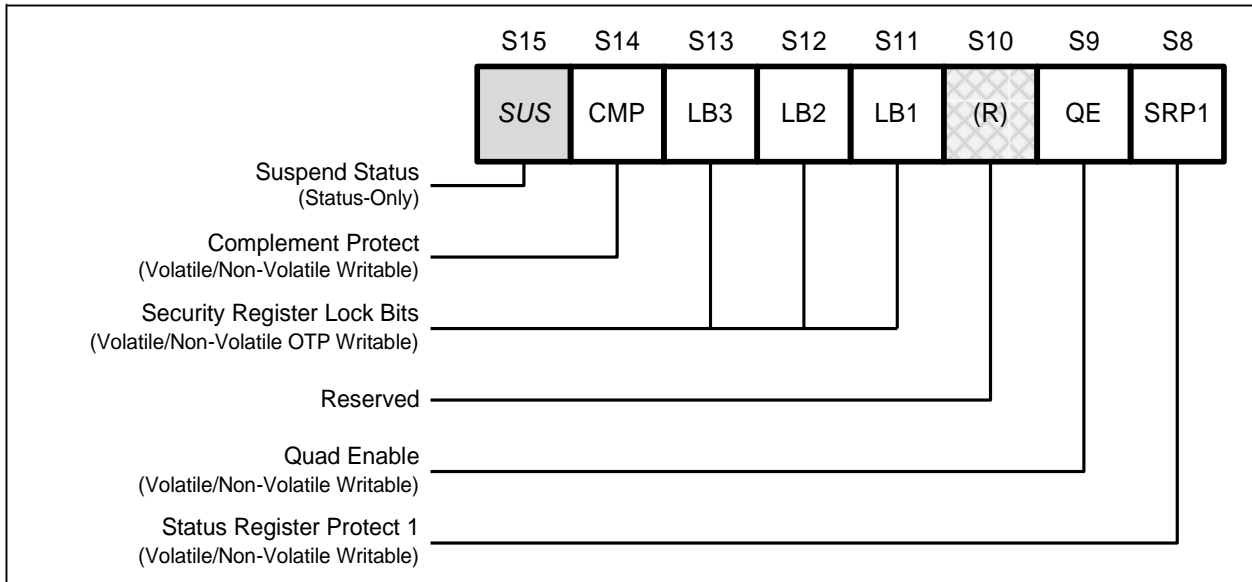 S15 S14 S13 S12 S11 S10 S9 S8
SUS CMP LB3 LB2 LB1 (R) QE SRP1
Suspend Status
(Status-Only)
Complement Protect
(Volatile/Non-Volatile Writable)
Security Register Lock Bits
(Volatile/Non-Volatile OTP Writable)
Reserved
Quad Enable
(Volatile/Non-Volatile Writable)
Status Register Protect 1
(Volatile/Non-Volatile Writable)